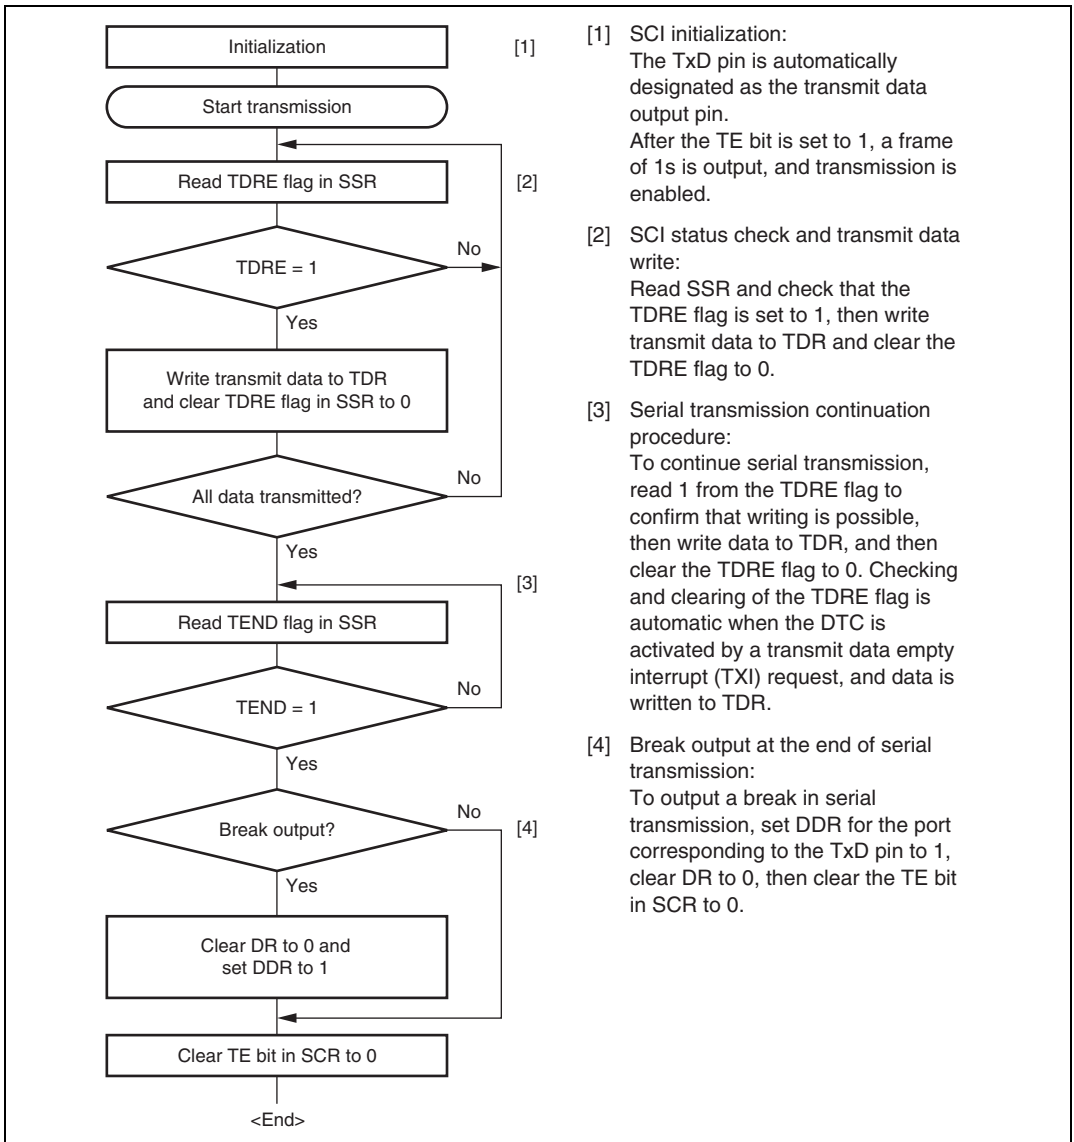 Initialization
[1]
Start transmission
Read TDRE flag in SSR
[2]
TDRE = 1
No
Yes
Write transmit data to TDR
and clear TDRE flag in SSR to 0
All data transmitted?
No
Yes
[3]
Read TEND flag in SSR
TEND = 1
No
Yes
Break output?
No
[4]
Yes
Clear DR to 0 and
set DDR to 1
Clear TE bit in SCR to 0
<End>
[1] SCI initialization:
The TxD pin is automatically
designated as the transmit data
output pin.
After the TE bit is set to 1, a frame
of 1s is output, and transmission is
enabled.
[2] SCI status check and transmit data
write:
Read SSR and check that the
TDRE flag is set to 1, then write
transmit data to TDR and clear the
TDRE flag to 0.
[3] Serial transmission continuation
procedure:
To continue serial transmission,
read 1 from the TDRE flag to
confirm that writing is possible,
then write data to TDR, and then
clear the TDRE flag to 0. Checking
and clearing of the TDRE flag is
automatic when the DTC is
activated by a transmit data empty
interrupt (TXI) request, and data is
written to TDR.
[4] Break output at the end of serial
transmission:
To output a break in serial
transmission, set DDR for the port
corresponding to the TxD pin to 1,
clear DR to 0, then clear the TE bit
in SCR to 0.